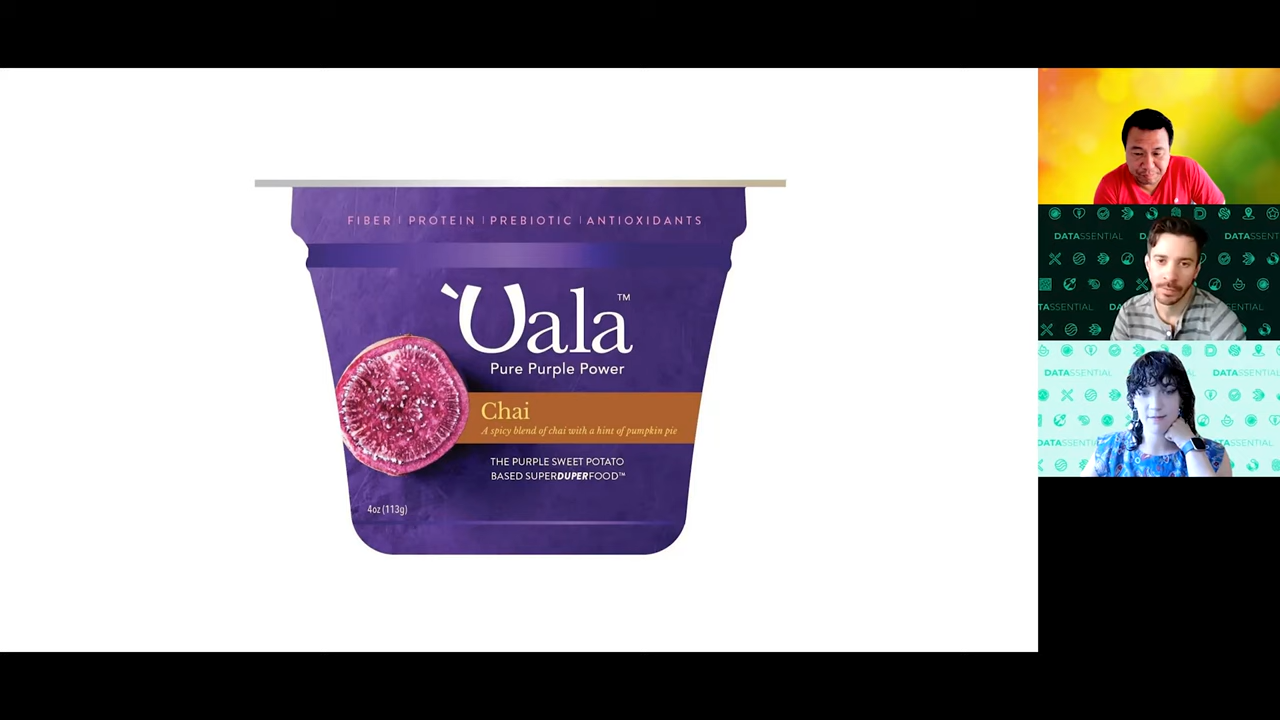 FIBER | PROTEIN | PREBIOTIC | ANTIOXIDANTS
`Uala™
Pure Purple Power
Chai
A spicy blend of chai with a hint of pumpkin pie
THE PURPLE SWEET POTATO
BASED SUPERDUPERFOOD™
4oz (113g)
DATASSENTIAL
DATASSENTIAL
DATASSENTIAL